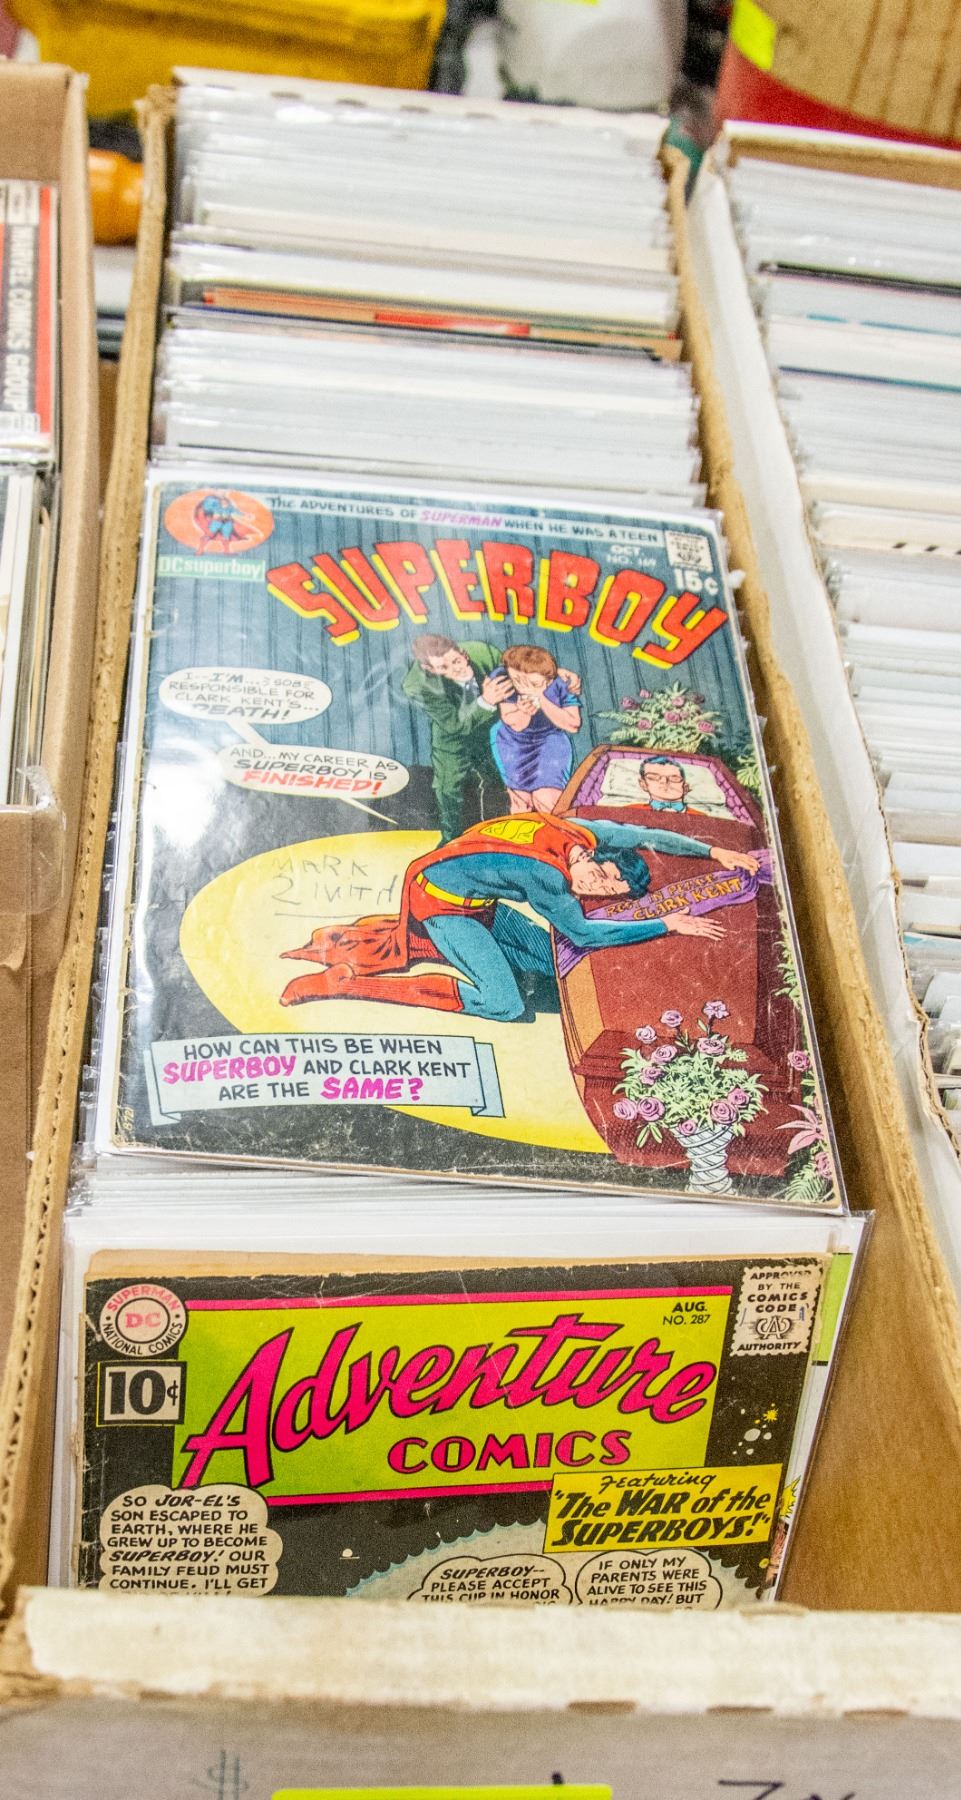 MARVEL COMICS GROUP
THE ADVENTURES OF SUPERMAN WHEN HE WAS A TEEN
DC superboy
SUPERBOY
OCT.
NO. 169
15¢
I--I'M...: SOB:
RESPONSIBLE FOR
CLARK KENT'S...
DEATH!
AND...MY CAREER AS
SUPERBOY IS
FINISHED!
MARK
REST IN PEACE
CLARK KENT
HOW CAN THIS BE WHEN
SUPERBOY AND CLARK KENT
ARE THE SAME?
SUPERMAN
DC
NATIONAL COMICS
10¢
Adventure
COMICS
AUG.
NO. 287
APPROVED
BY THE
COMICS
CODE
CA
AUTHORITY
Featuring
"The WAR of the
SUPERBOYS!"
SO JOR-EL'S
SON ESCAPED TO
EARTH, WHERE HE
GREW UP TO BECOME
SUPERBOY! OUR
FAMILY FEUD MUST
CONTINUE. I'LL GET
SUPERBOY--
PLEASE ACCEPT
THIS CUP IN HONOR
IF ONLY MY
PARENTS WERE
ALIVE TO SEE THIS
HAPPY DAY! BUT
$